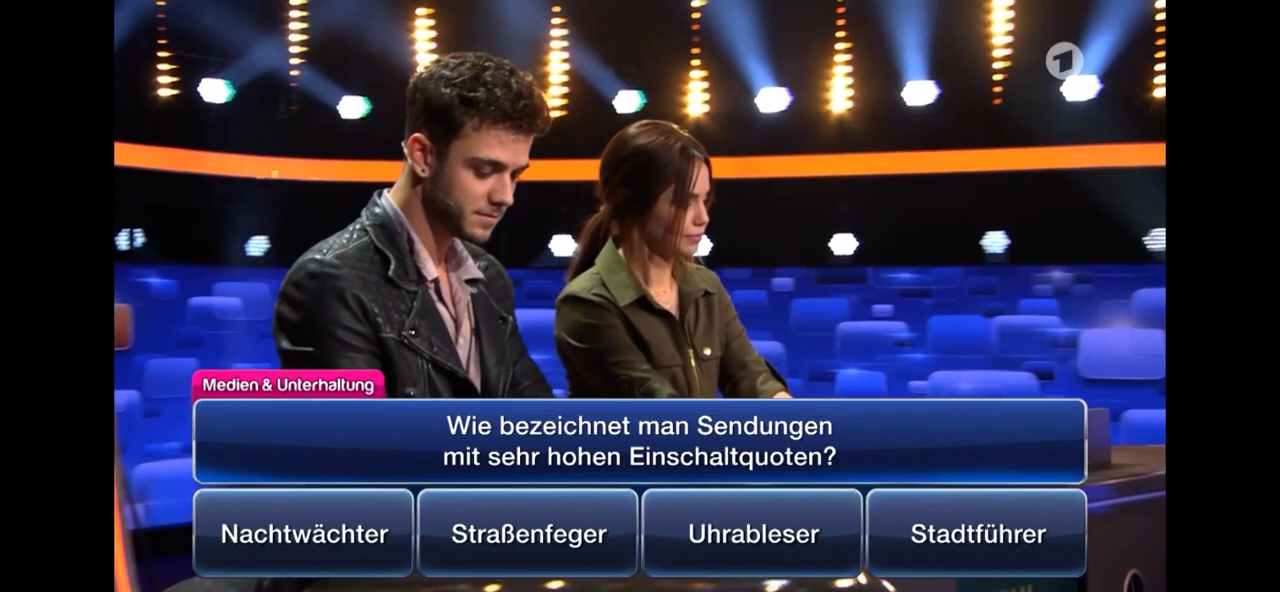 Medien & Unterhaltung
Wie bezeichnet man Sendungen
mit sehr hohen Einschaltquoten?
Nachtwächter
Straßenfeger
Uhrableser
Stadtführer